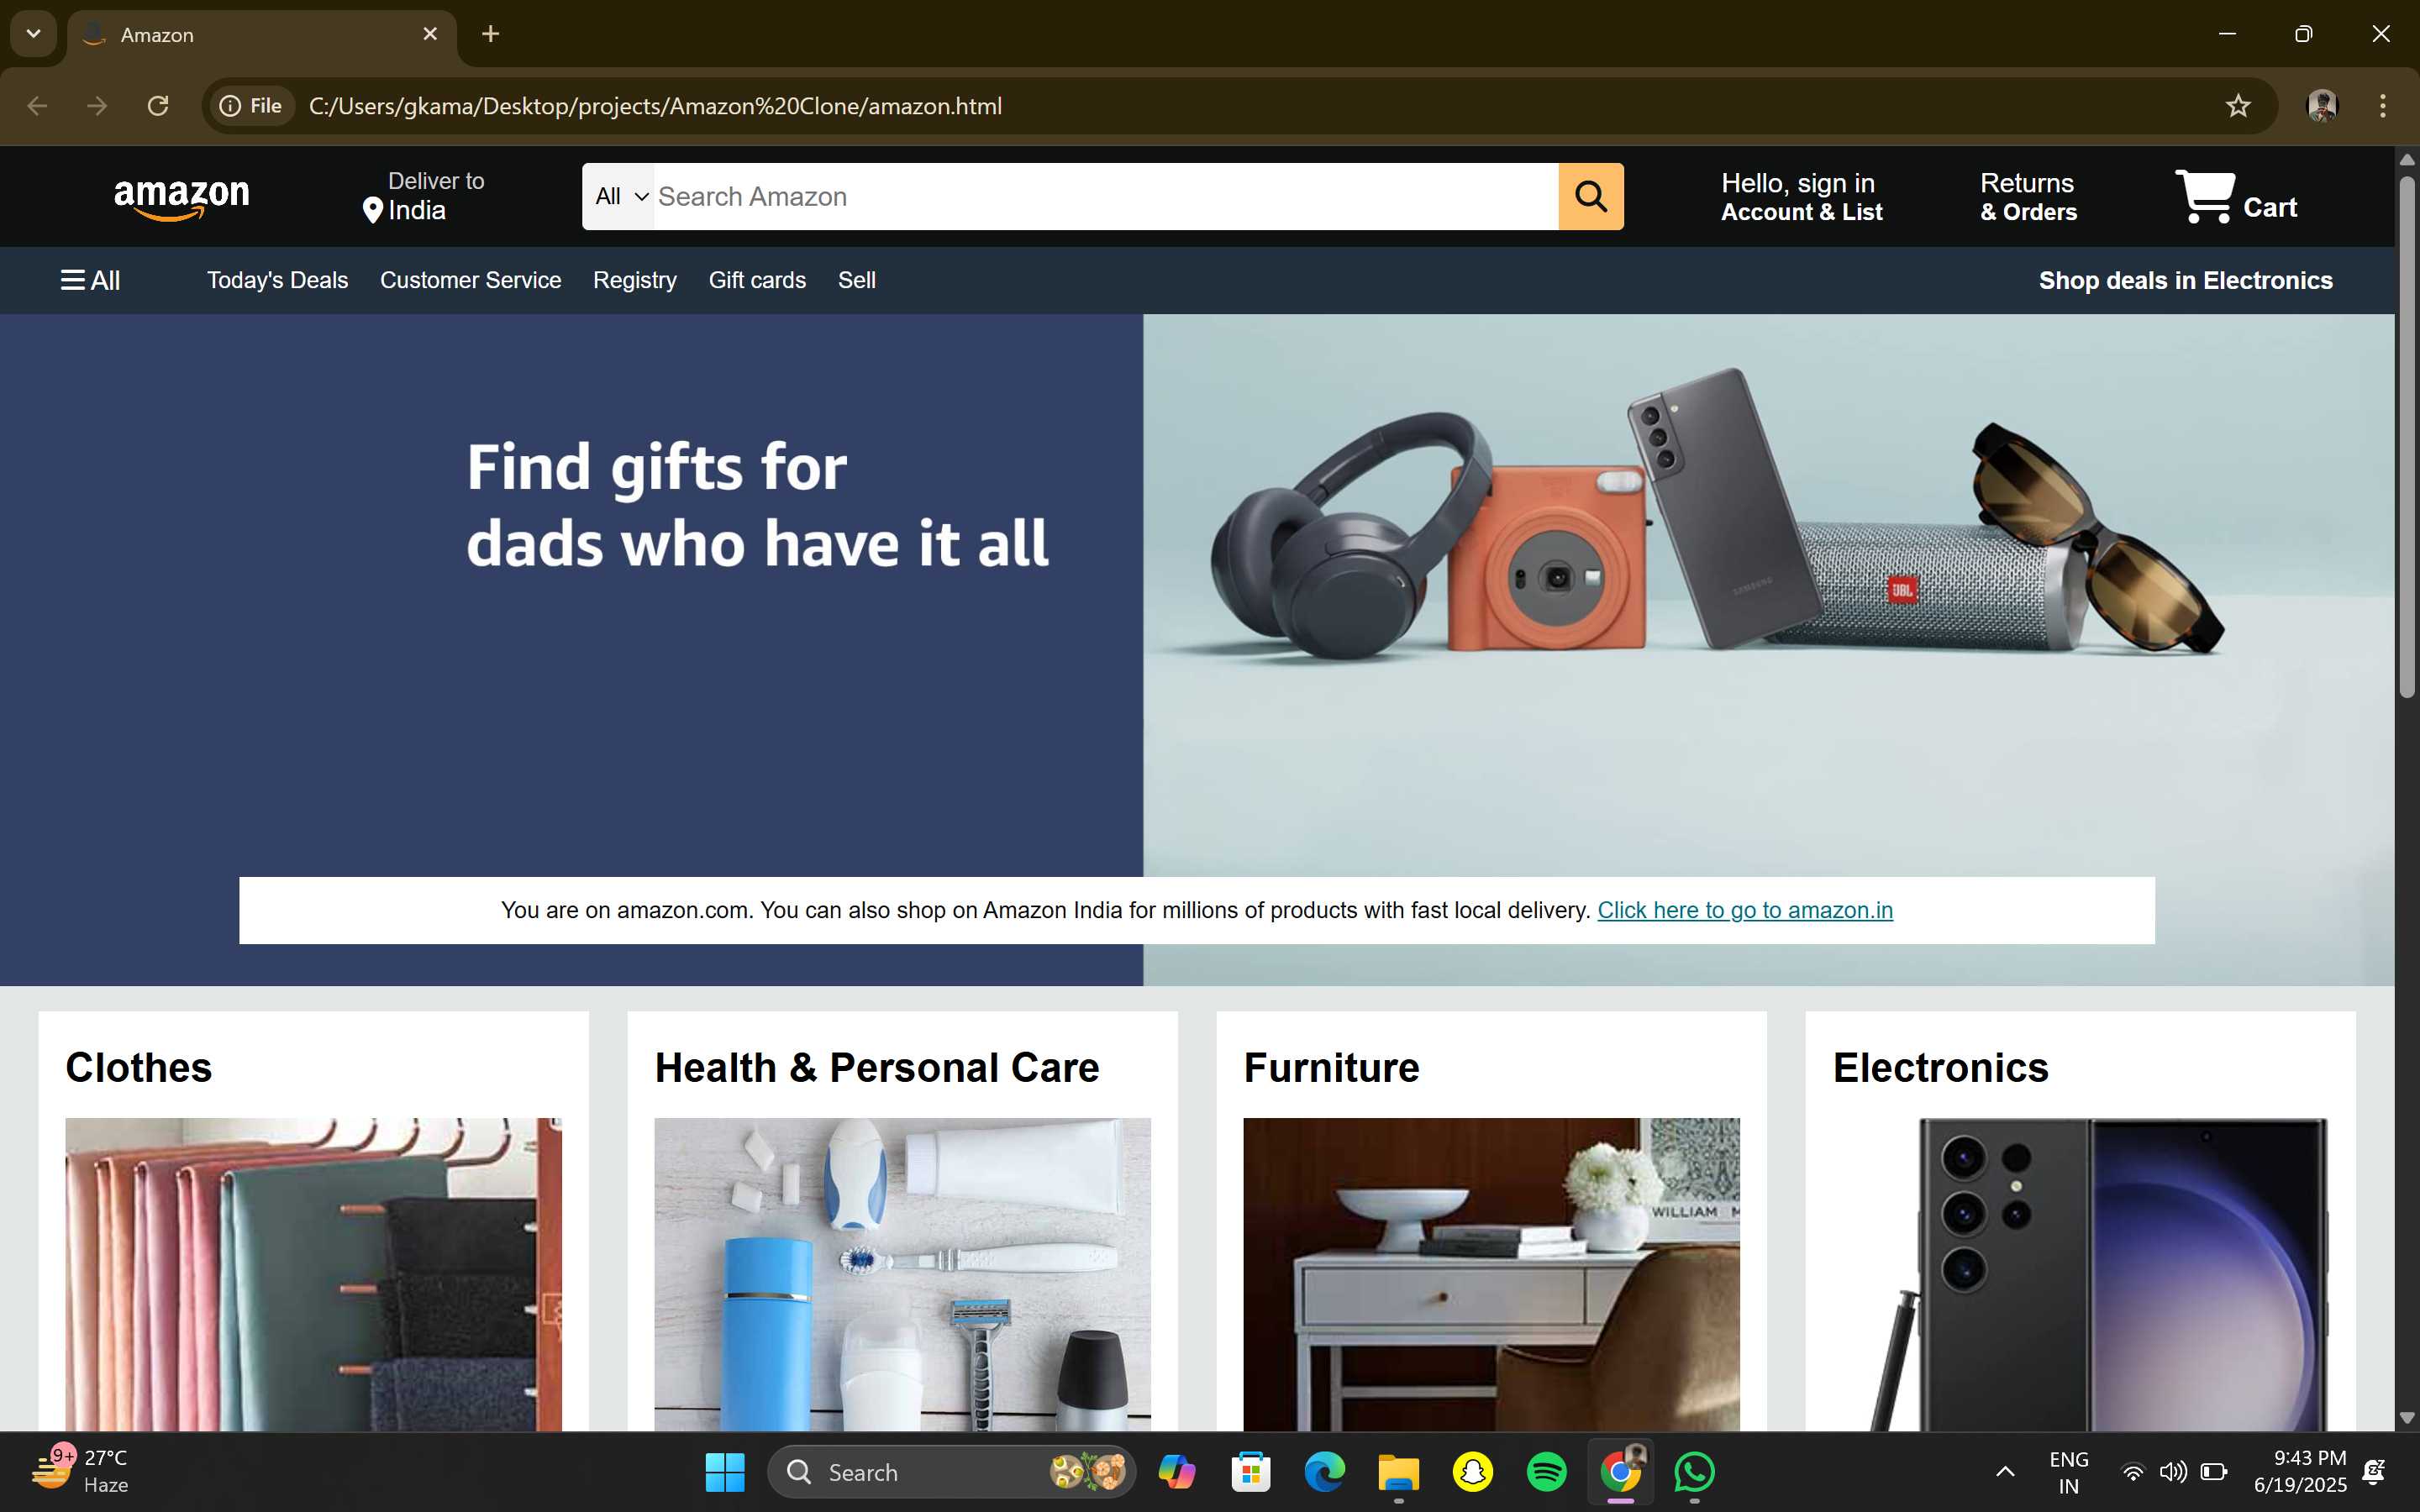 Amazon
File
C:/Users/gkama/Desktop/projects/Amazon%20Clone/amazon.html
amazon
Deliver to
India
All
Search Amazon
Hello, sign in
Account & List
Returns
& Orders
Cart
All
Today's Deals
Customer Service
Registry
Gift cards
Sell
Shop deals in Electronics
Find gifts for
dads who have it all
SAMSUNG
JBL
You are on amazon.com. You can also shop on Amazon India for millions of products with fast local delivery. Click here to go to amazon.in
Clothes
Health & Personal Care
Furniture
Electronics
WILLIAM M
9+
27°C
Haze
Search
ENG
IN
9:43 PM
6/19/2025